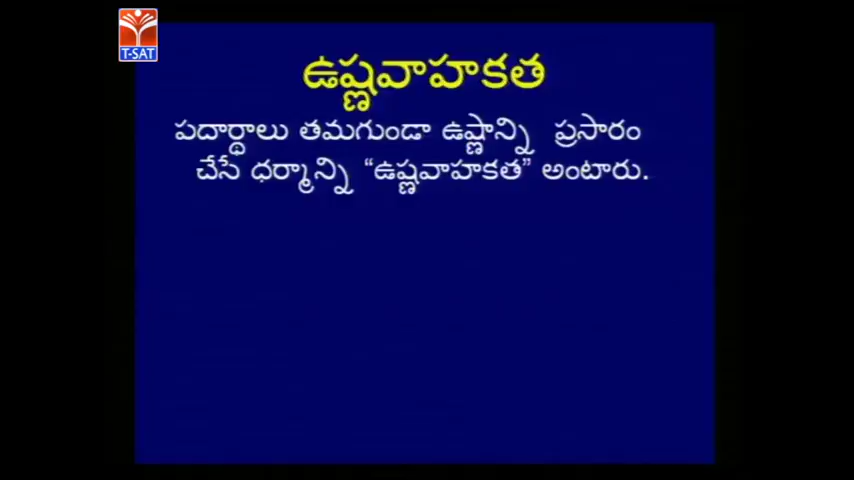 T-SAT
ఉష్ణవాహకత
పదార్థాలు తమగుండా ఉష్ణాన్ని ప్రసారం
చేసే ధర్మాన్ని “ఉష్ణవాహకత” అంటారు.